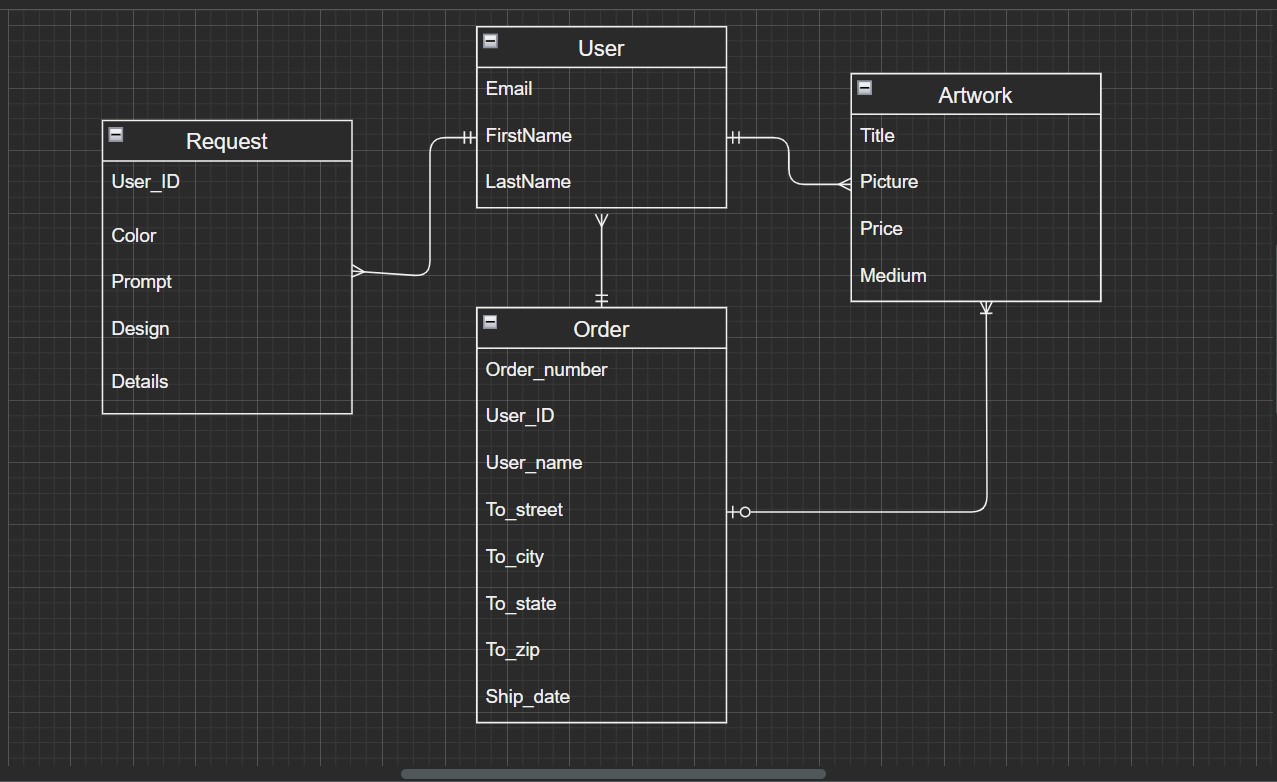 Request
User_ID
Color
Prompt
Design
Details
User
Email
FirstName
LastName
Order
Order_number
User_ID
User_name
To_street
To_city
To_state
To_zip
Ship_date
Artwork
Title
Picture
Price
Medium